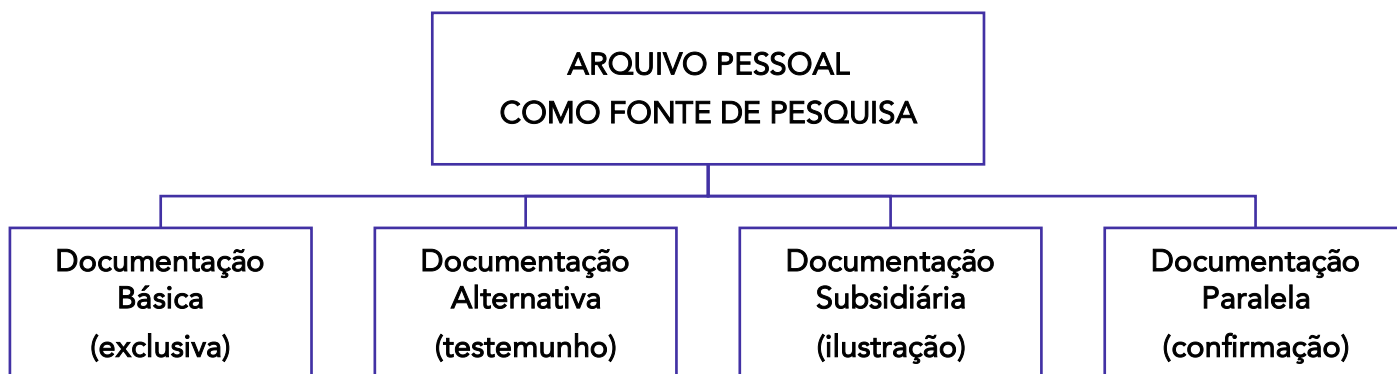 ARQUIVO PESSOAL
COMO FONTE DE PESQUISA
Documentação
Básica
(exclusiva)
Documentação
Alternativa
(testemunho)
Documentação
Subsidiária
(ilustração)
Documentação
Paralela
(confirmação)